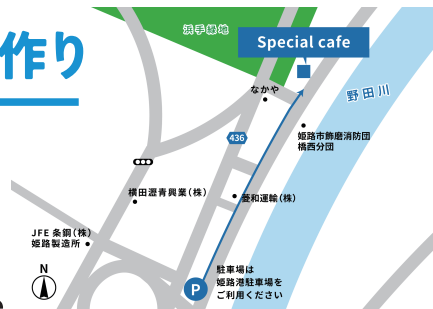 作り
浜手緑地
Special cafe
なかや
野田川
436
姫路市飾磨消防団
橋西分団
横田瀝青興業(株)
菱和運輸(株)
JFE 条鋼(株)
姫路製造所
N
P
駐車場は
姫路港駐車場を
ご利用ください